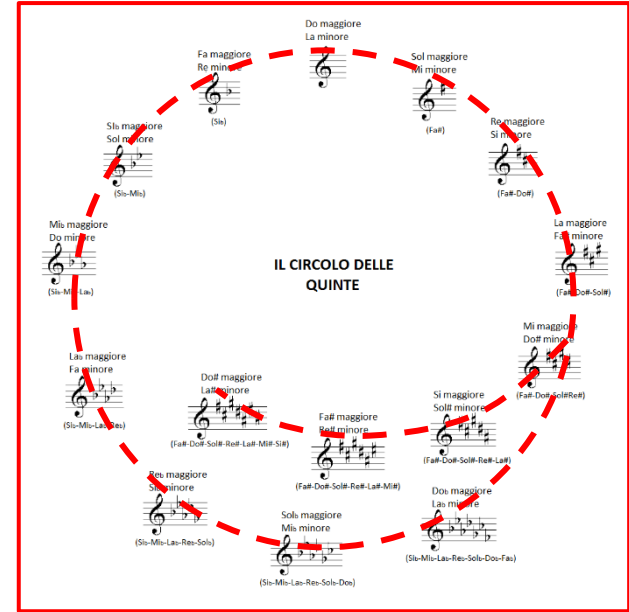 Do maggiore
La minore
Sol maggiore
Mi minore
(Fa#)
Re maggiore
Si minore
(Fa#-Do#)
La maggiore
Fa# minore
(Fa#-Do#-Sol#)
Mi maggiore
Do# minore
(Fa#-Do#-Sol#Re#)
Si maggiore
Sol# minore
(Fa#-Do#-Sol#-Re#-La#)
Fa# maggiore
Re# minore
(Fa#-Do#-Sol#-Re#-La#-Mi#)
Do# maggiore
La# minore
(Fa#-Do#-Sol#-Re#-La#-MI#-Si#)
Fa maggiore
Re minore
(Si♭)
SI♭ maggiore
Sol minore
(Si♭-Mi♭)
Mi♭ maggiore
Do minore
(Si♭-Mi♭-La♭)
La♭ maggiore
Fa minore
(Si♭-Mi♭-La♭-Re♭)
Re♭ maggiore
Si♭ minore
(Si♭-Mi♭-La♭-Re♭-Sol♭)
Sol♭ maggiore
Mi♭ minore
(Si♭-Mi♭-La♭-Re♭-Sol♭-Do♭)
Do♭ maggiore
La♭ minore
(Si♭-Mi♭-La♭-Re♭-Sol♭-Do♭-Fa♭)
IL CIRCOLO DELLE
QUINTE